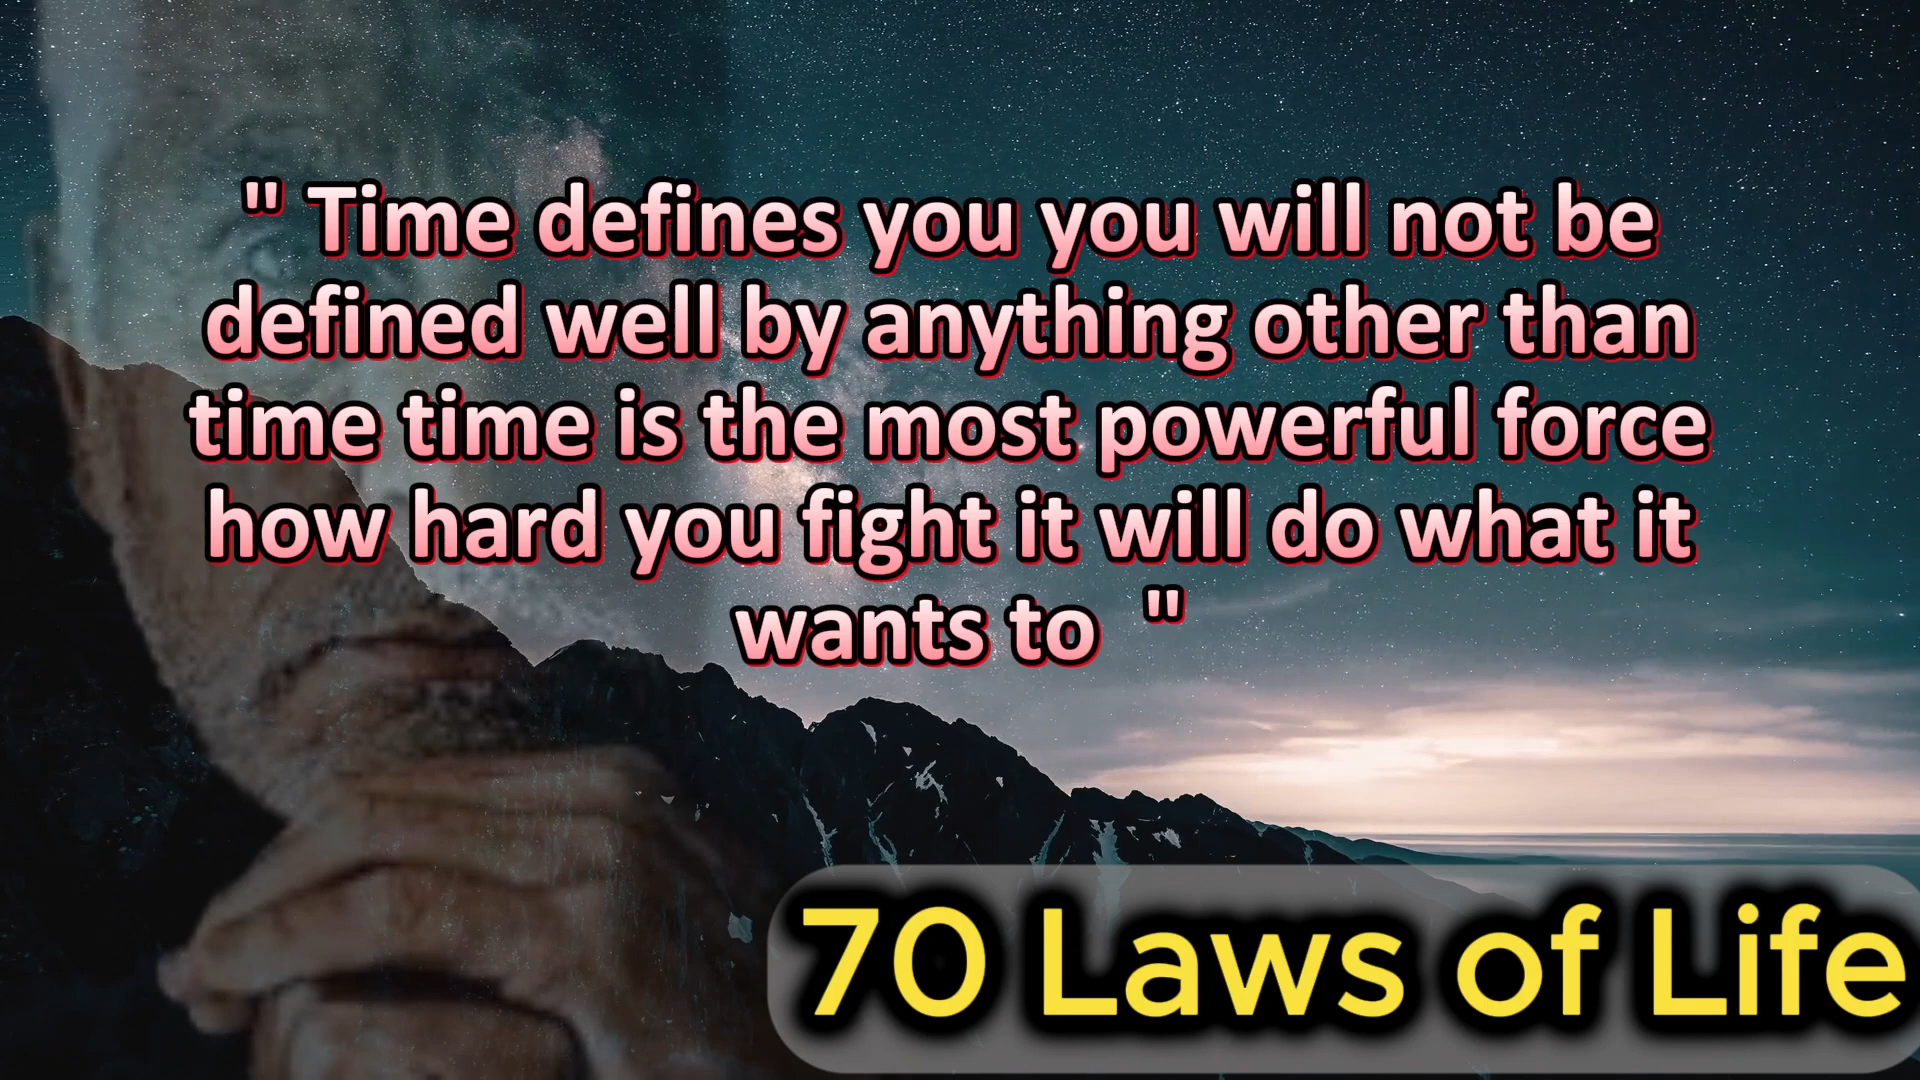 " Time defines you you will not be
defined well by anything other than
time time is the most powerful force
how hard you fight it will do what it
wants to "
70 Laws of Life